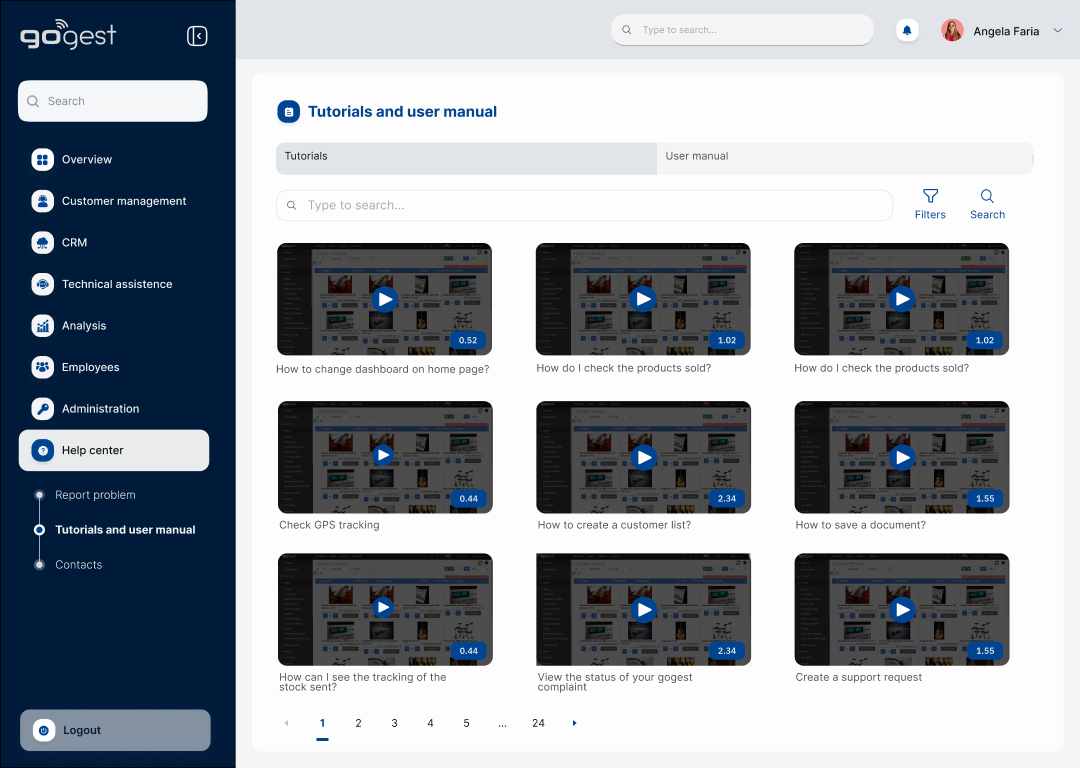 gogest
Type to search...
Angela Faria
Search
Overview
Customer management
CRM
Technical assistence
Analysis
Employees
Administration
Help center
Report problem
Tutorials and user manual
Contacts
Logout
Tutorials and user manual
Tutorials
User manual
Type to search...
Filters
Search
0.52
1.02
1.02
How to change dashboard on home page?
How do I check the products sold?
How do I check the products sold?
0.44
2.34
1.55
Check GPS tracking
How to create a customer list?
How to save a document?
0.44
2.34
1.55
How can I see the tracking of the
stock sent?
View the status of your gogest
complaint
Create a support request
1 2 3 4 5 ... 24